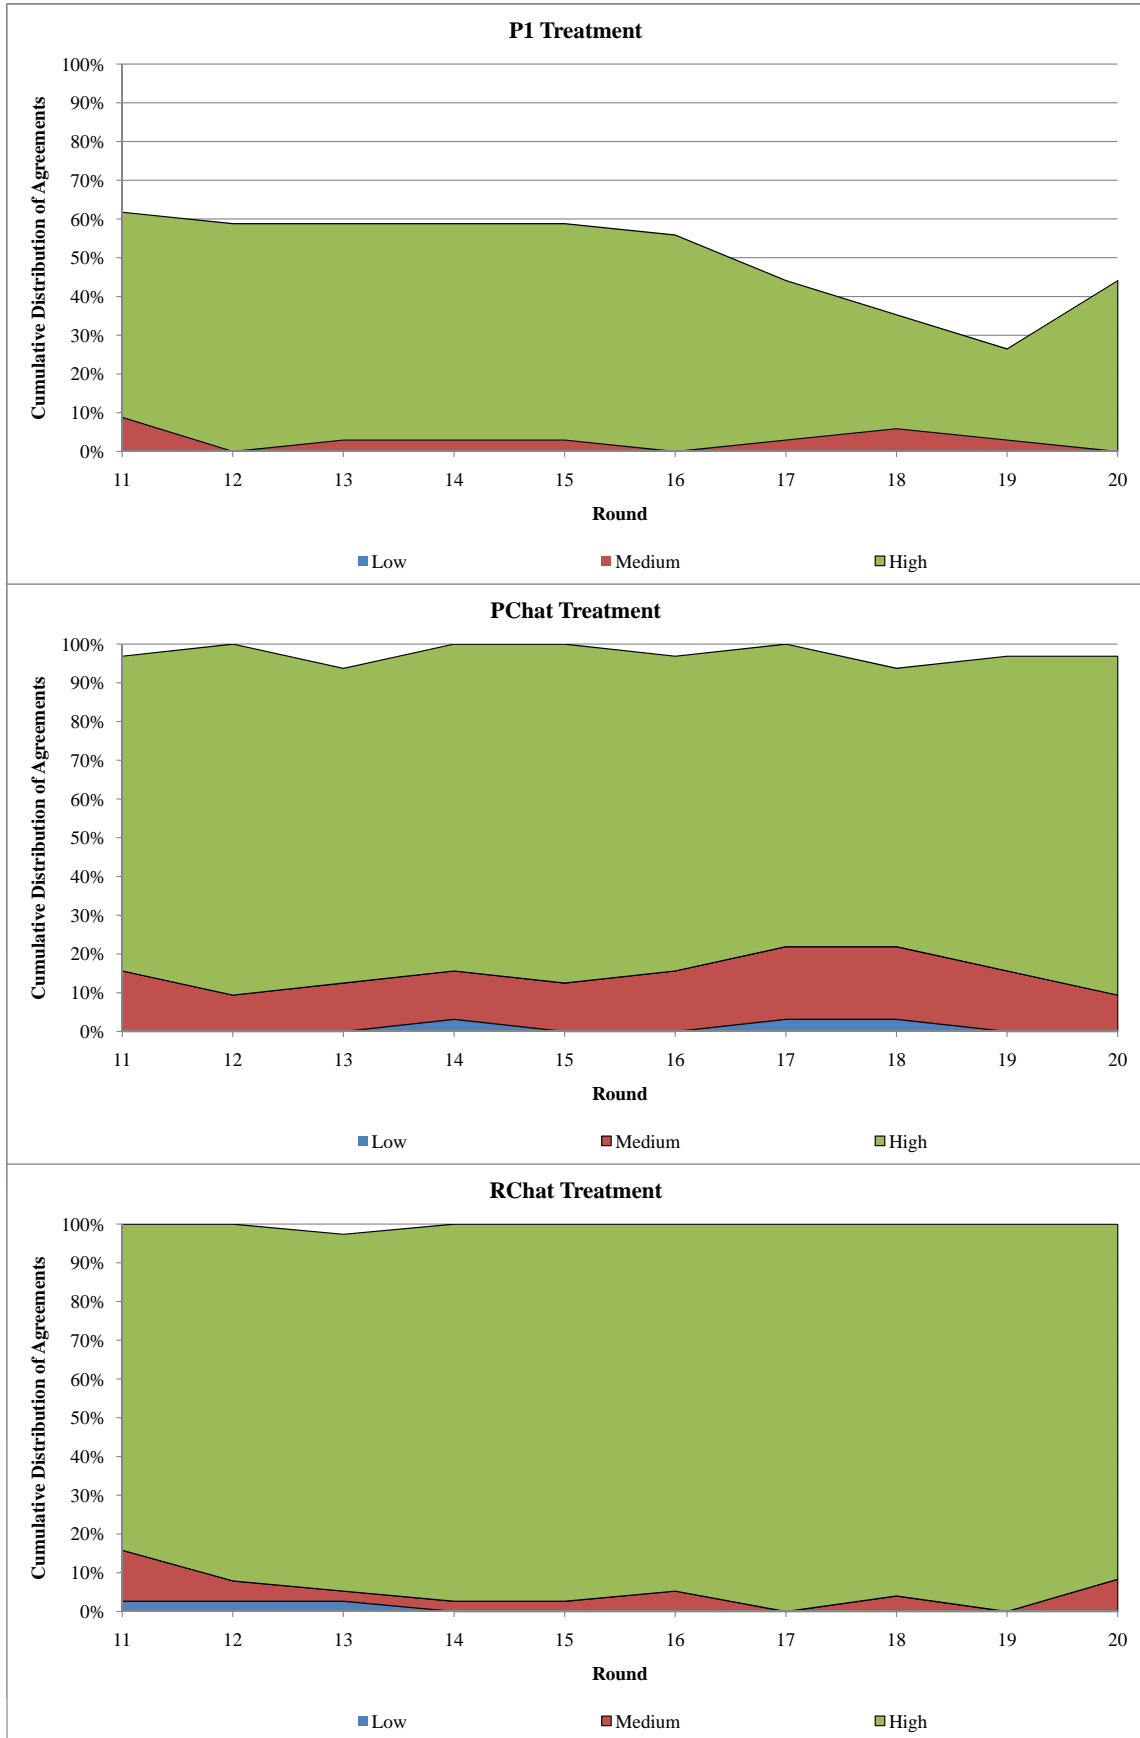 P1 Treatment
Cumulative Distribution of Agreements
100%
90%
80%
70%
60%
50%
40%
30%
20%
10%
0%
11 12 13 14 15 16 17 18 19 20
Round
Low Medium High
PChat Treatment
Cumulative Distribution of Agreements
100%
90%
80%
70%
60%
50%
40%
30%
20%
10%
0%
11 12 13 14 15 16 17 18 19 20
Round
Low Medium High
RChat Treatment
Cumulative Distribution of Agreements
100%
90%
80%
70%
60%
50%
40%
30%
20%
10%
0%
11 12 13 14 15 16 17 18 19 20
Round
Low Medium High